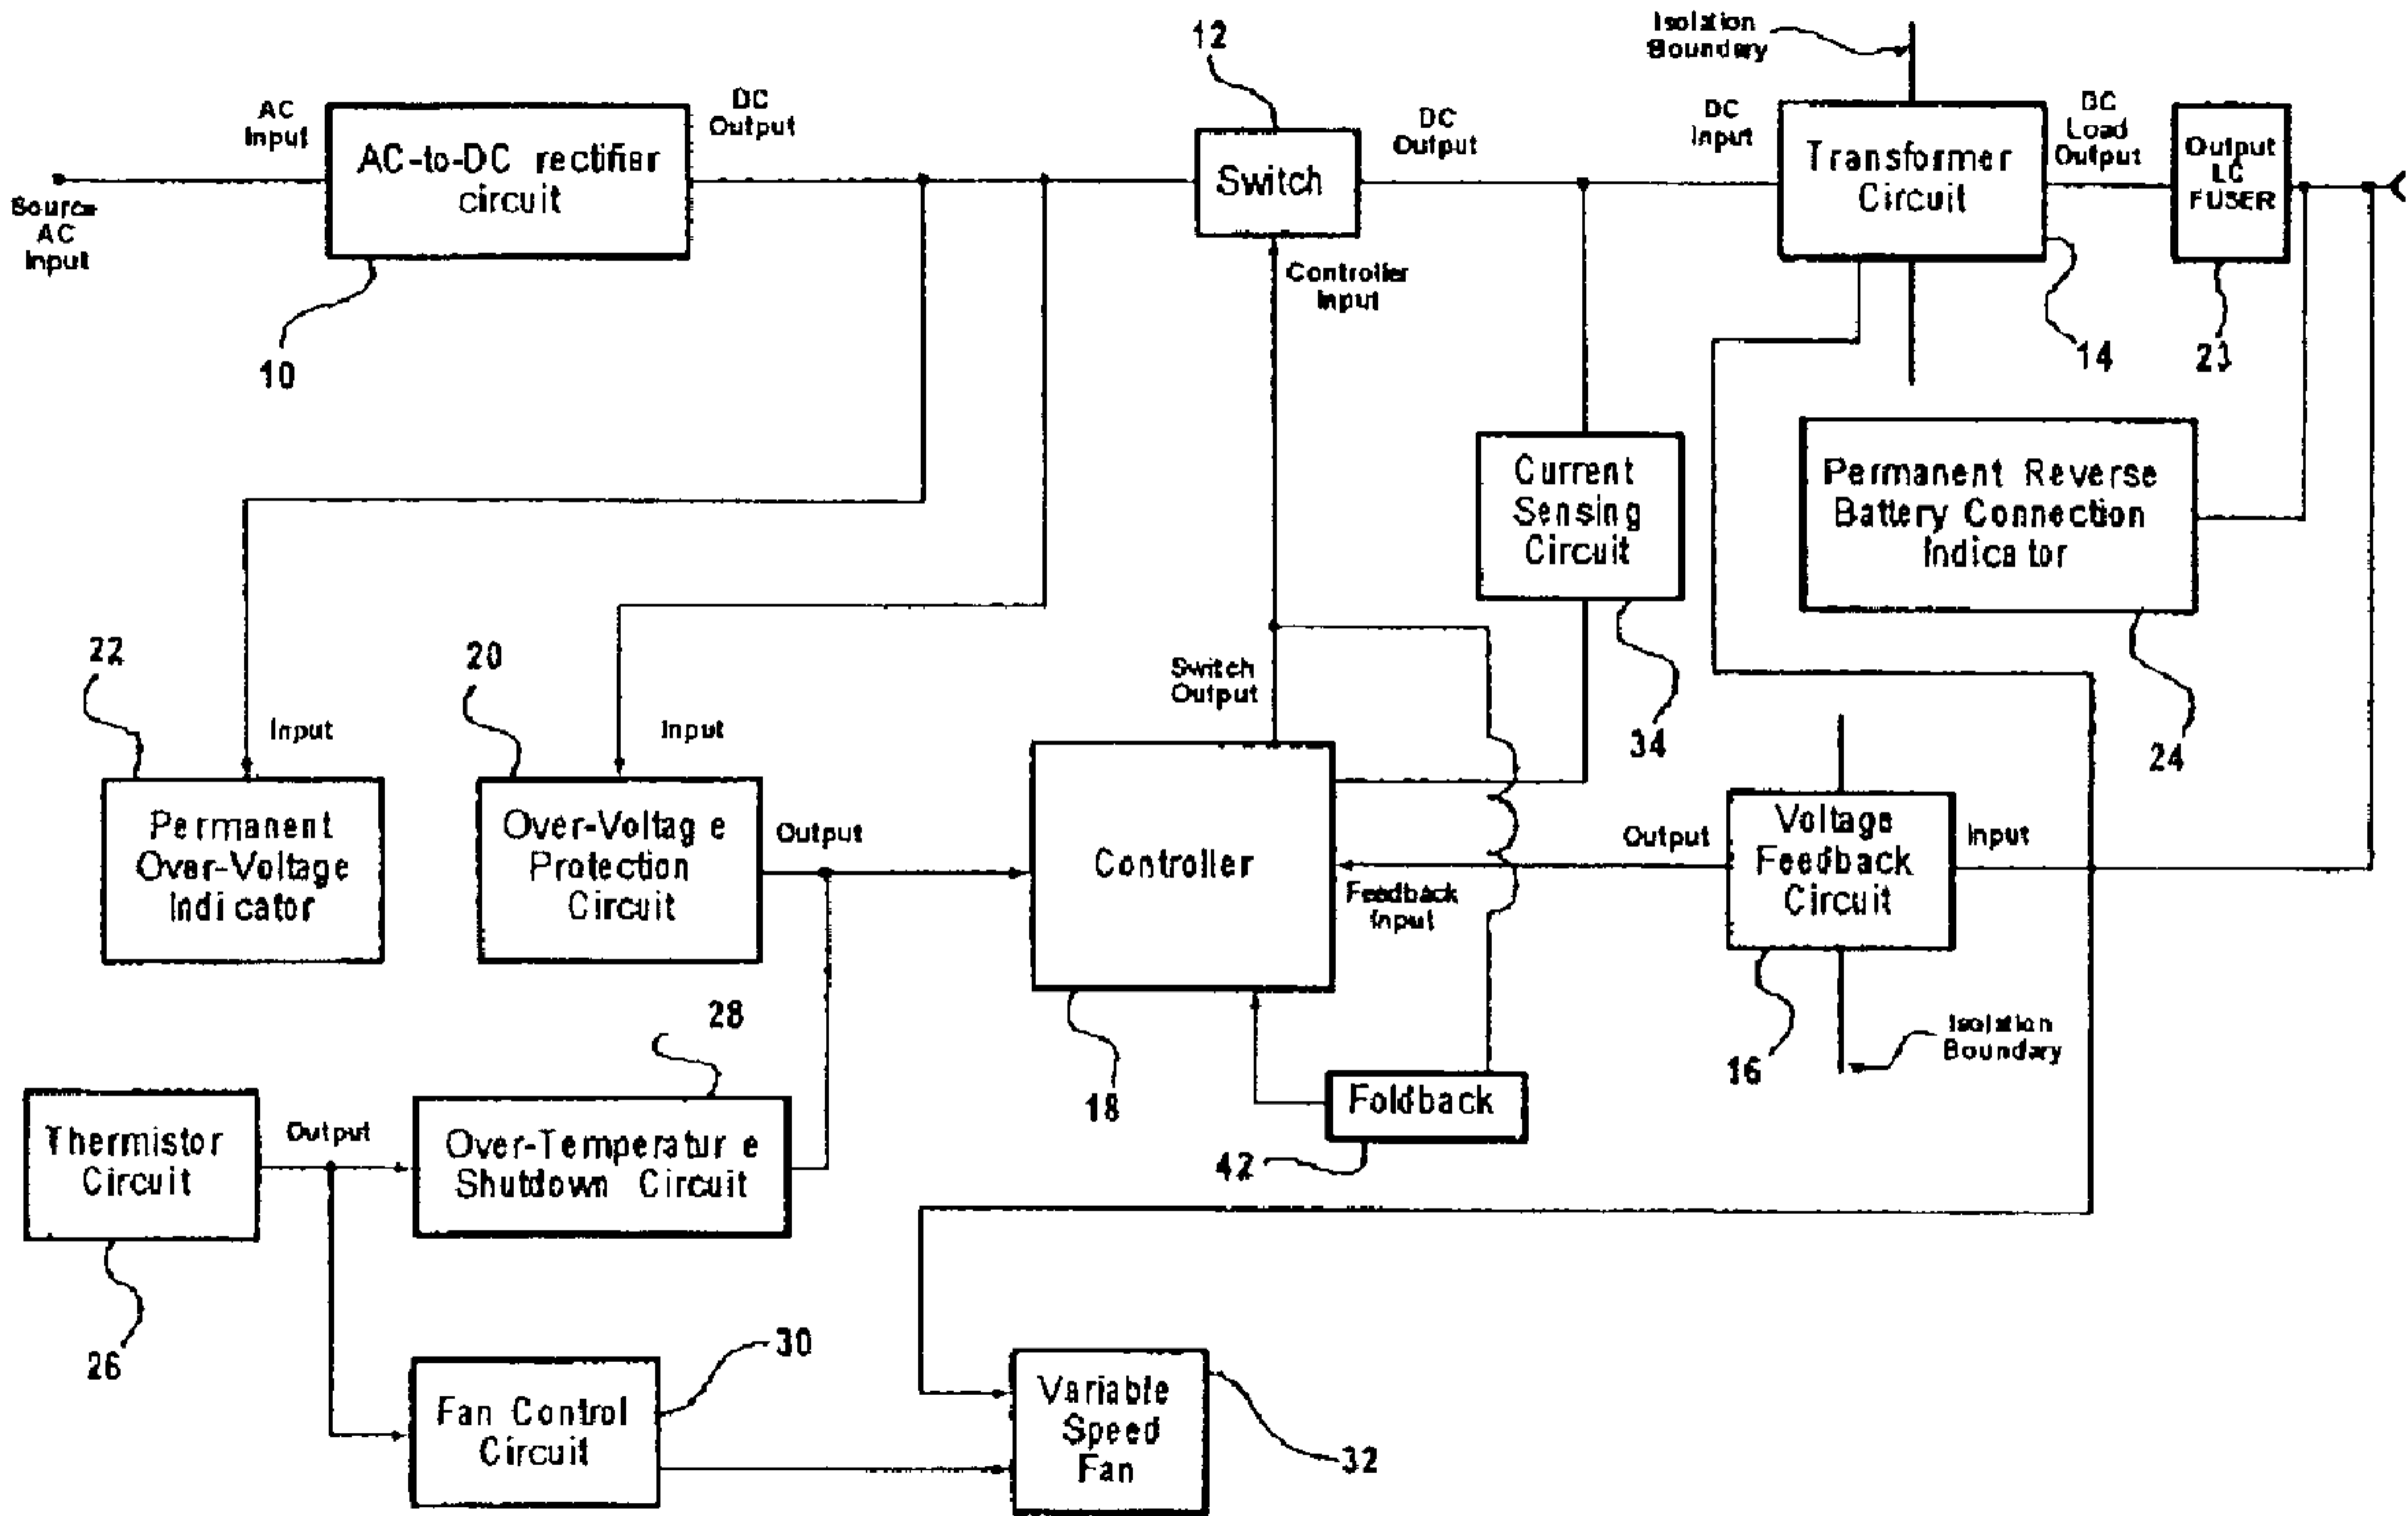 12
Isolation
Boundary
AC
Input
DC
Output
DC
Output
DC
Input
DC
Load
Output
AC-to-DC rectifier
circuit
Switch
Transformer
Circuit
Output
LC
FUSER
Source
AC
Input
Controller
Input
10
14
23
Current
Sensing
Circuit
Permanent Reverse
Battery Connection
Indicator
22
20
Switch
Output
34
24
Input
Input
Permanent
Over-Voltage
Indicator
Over-Voltage
Protection
Circuit
Output
Controller
Output
Feedback
Input
Voltage
Feedback
Circuit
Input
28
18
16
Isolation
Boundary
Foldback
42
Thermistor
Circuit
Output
Over-Temperature
Shutdown Circuit
26
30
Fan Control
Circuit
Variable
Speed
Fan
32